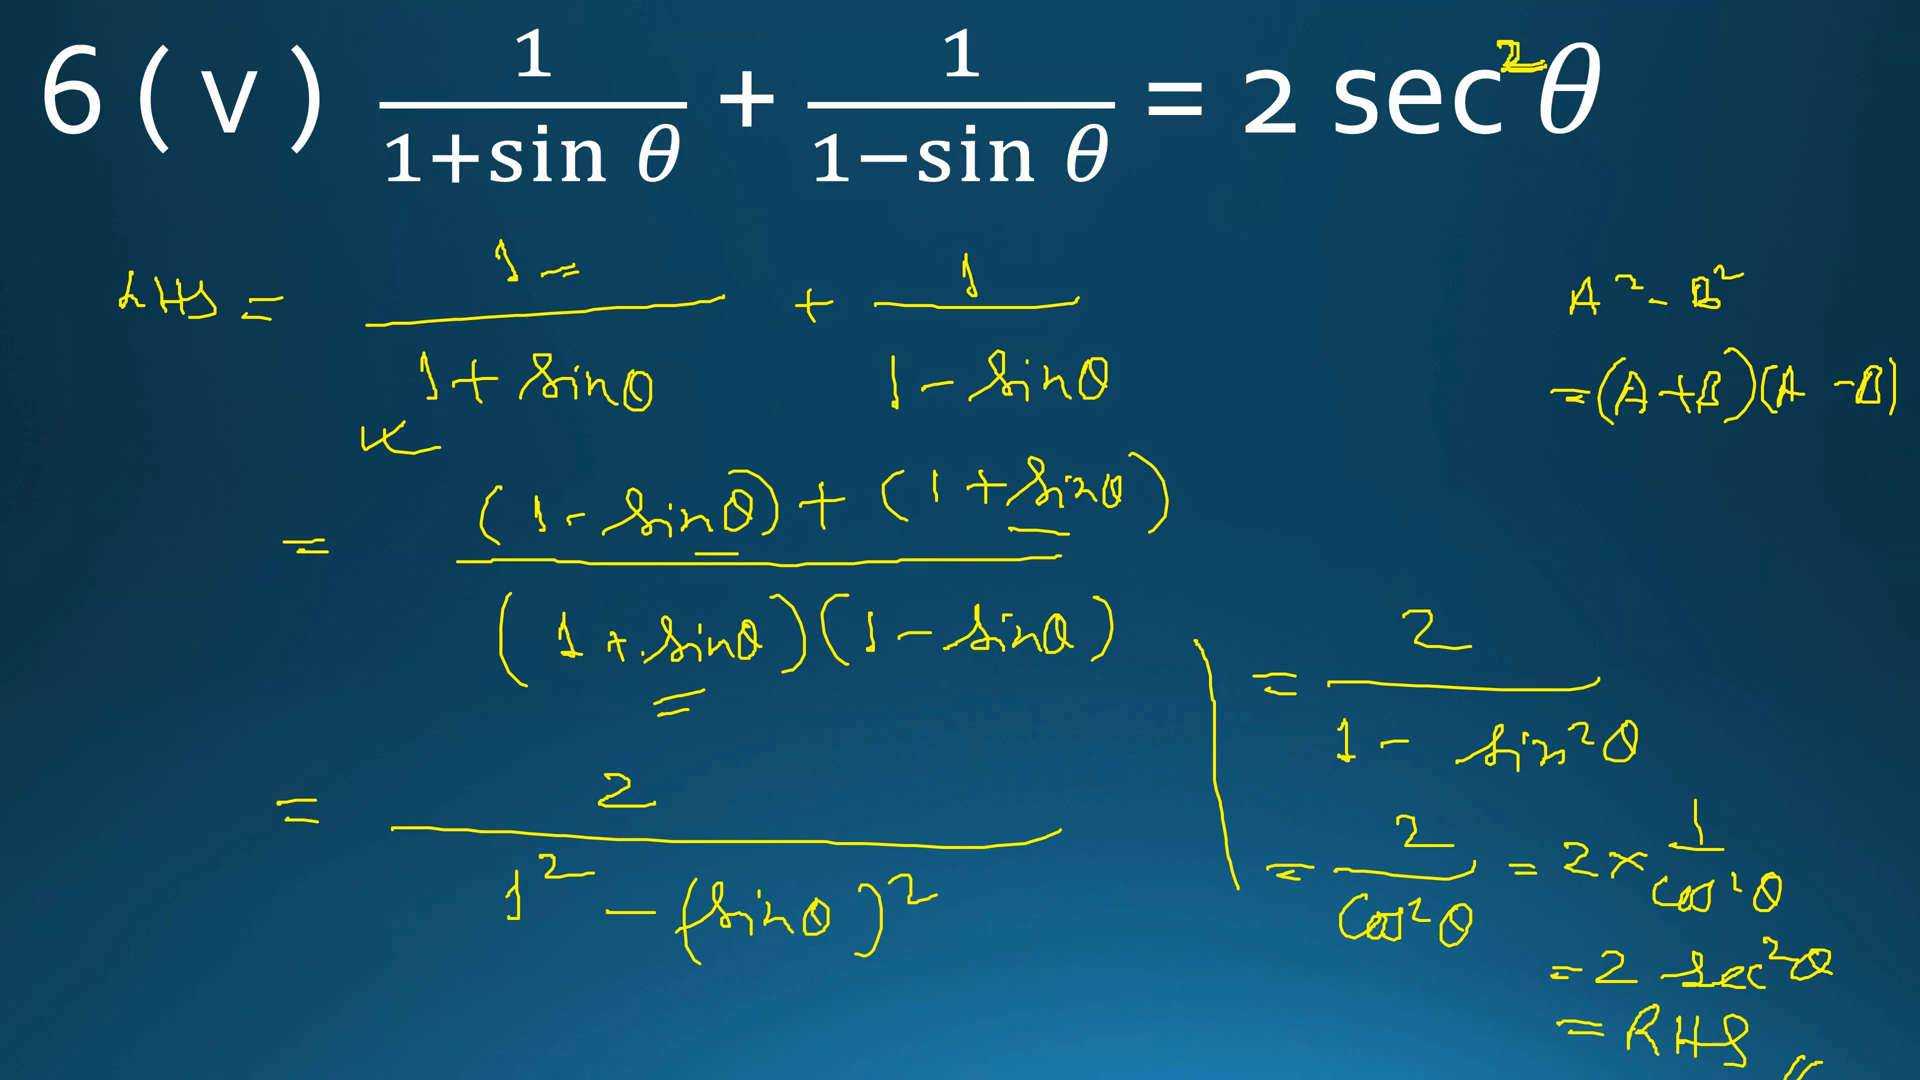 6 ( v ) 1/(1+sin θ) + 1/(1−sin θ) = 2 sec²θ
LHS = 1/(1 + sinθ) + 1/(1 - sinθ)
= ((1 - sinθ) + (1 + sinθ))/((1 + sinθ)(1 - sinθ))
= 2/(1² - (sinθ)²)
A² - B²
= (A + B)(A - B)
= 2/(1 - sin²θ)
= 2/cos²θ = 2 × 1/cos²θ
= 2 sec²θ
= RHS